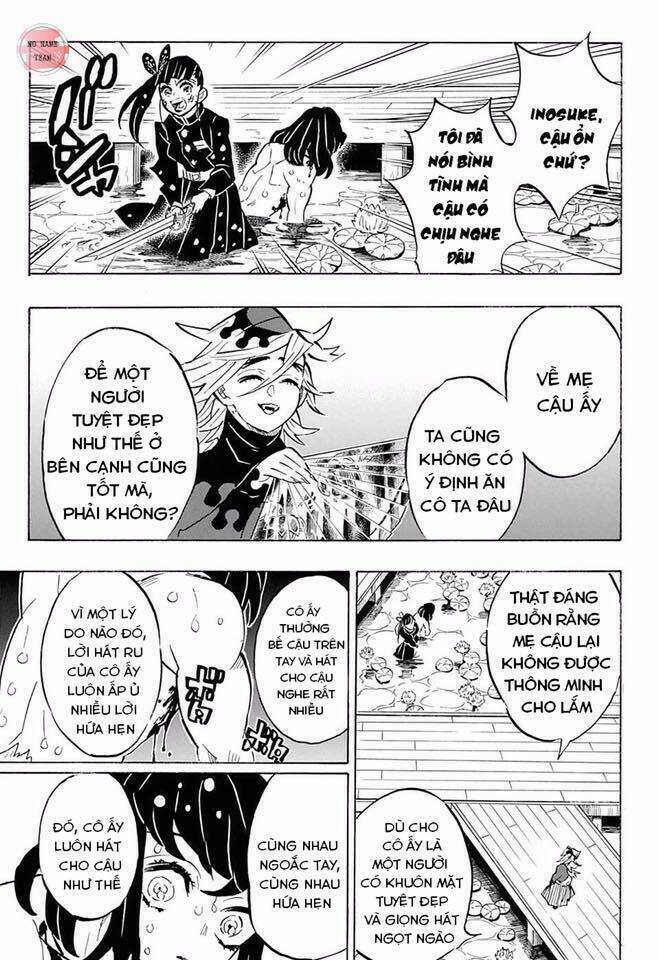 NO NAME
TEAM
INOSUKE,
CẬU ỔN
CHỨ?
TÔI ĐÃ
NÓI BÌNH
TĨNH MÀ
CẬU CÓ
CHỊU NGHE
ĐÂU
VỀ MẸ
CẬU ẤY
TA CŨNG
KHÔNG CÓ
Ý ĐỊNH ĂN
CÔ TA ĐÂU
ĐỂ MỘT
NGƯỜI
TUYỆT ĐẸP
NHƯ THẾ Ở
BÊN CẠNH CŨNG
TỐT MÀ,
PHẢI KHÔNG?
THẬT ĐÁNG
BUỒN RẰNG
MẸ CẬU LẠI
KHÔNG ĐƯỢC
THÔNG MINH
CHO LẮM
DÙ CHO
CÔ ẤY LÀ
MỘT NGƯỜI
CÓ KHUÔN MẶT
TUYỆT ĐẸP
VÀ GIỌNG HÁT
NGỌT NGÀO
CÔ ẤY
THƯỜNG
BẾ CẬU TRÊN
TAY VÀ HÁT
CHO CẬU
NGHE RẤT
NHIỀU
VÌ MỘT LÝ
DO NÀO ĐÓ,
LỜI HÁT RU
CỦA CÔ ẤY
LUÔN ẤP Ủ
NHIỀU LỜI
HỨA HẸN
CÙNG NHAU
NGOẮC TAY,
CÙNG NHAU
HỨA HẸN
ĐÓ, CÔ ẤY
LUÔN HÁT
CHO CẬU
NHƯ THẾ